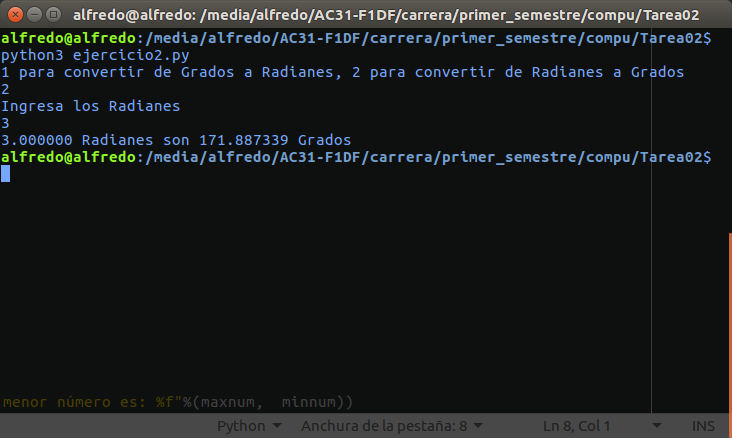 alfredo@alfredo: /media/alfredo/AC31-F1DF/carrera/primer_semestre/compu/Tarea02
alfredo@alfredo:/media/alfredo/AC31-F1DF/carrera/primer_semestre/compu/Tarea02$
python3 ejercicio2.py
1 para convertir de Grados a Radianes, 2 para convertir de Radianes a Grados
2
Ingresa los Radianes
3
3.000000 Radianes son 171.887339 Grados
alfredo@alfredo:/media/alfredo/AC31-F1DF/carrera/primer_semestre/compu/Tarea02$
menor número es: %f"%(maxnum,  minnum))
Python Anchura de la pestaña: 8 Ln 8, Col 1 INS